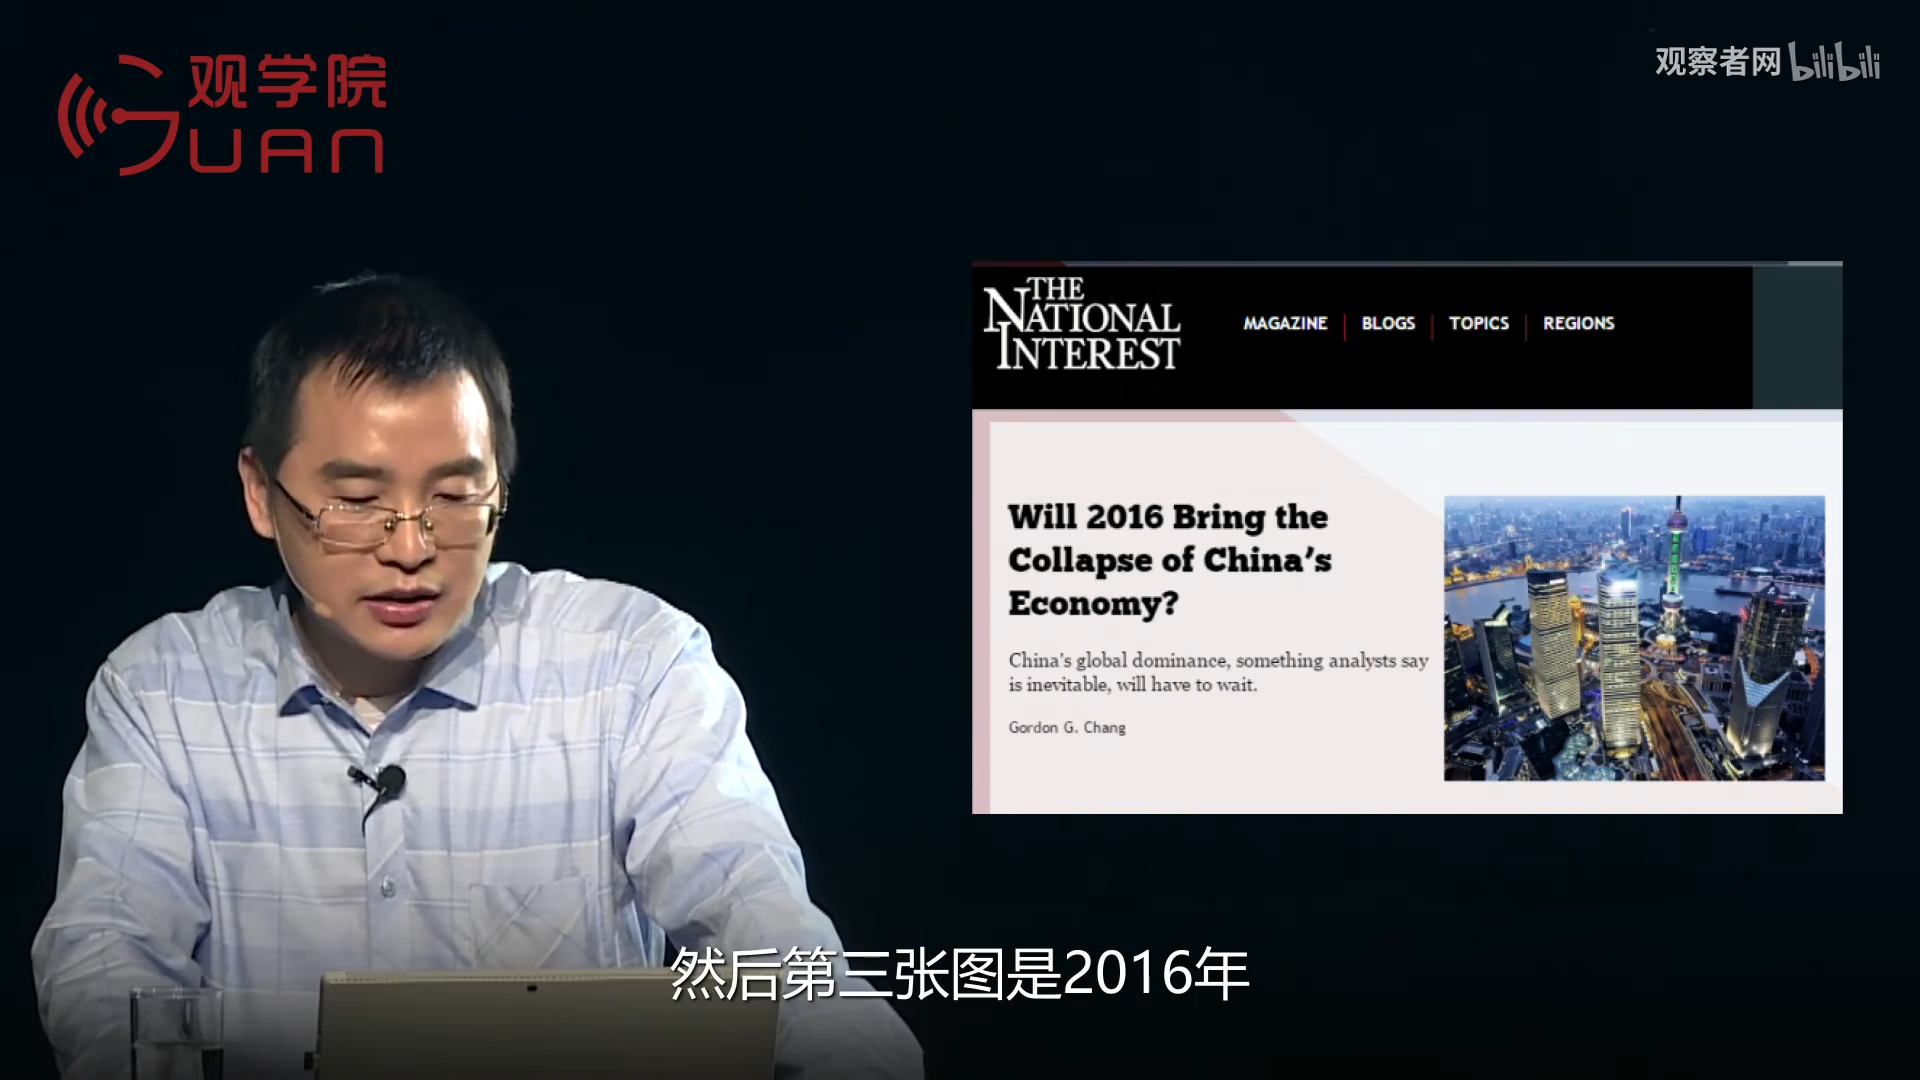 观学院
GUAN
观察者网 bilibili
THE
NATIONAL
INTEREST
MAGAZINE
BLOGS
TOPICS
REGIONS
Will 2016 Bring the
Collapse of China’s
Economy?
China's global dominance, something analysts say
is inevitable, will have to wait.
Gordon G. Chang
然后第三张图是2016年